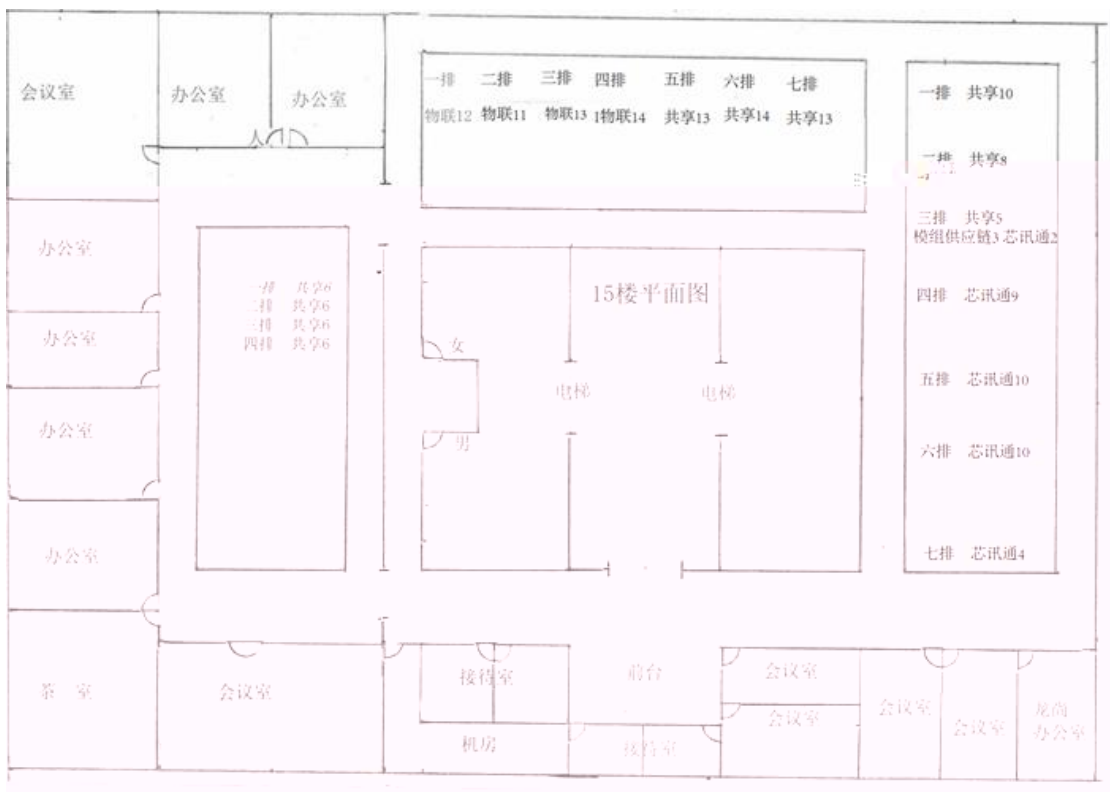 会议室
办公室
办公室
一排 二排 三排 四排 五排 六排 七排
物联12 物联11 物联13 1物联14 共享13 共享14 共享13
一排 共享10
二排 共享8
三排 共享5
模组供应链3 芯讯通2
四排 芯讯通9
五排 芯讯通10
六排 芯讯通10
七排 芯讯通4
办公室
办公室
办公室
办公室
一排 共享6
二排 共享6
三排 共享6
四排 共享6
15楼平面图
女
男
电梯
电梯
茶 室
会议室
接待室
机房
前台
接待室
会议室
会议室
会议室
会议室
龙尚
办公室